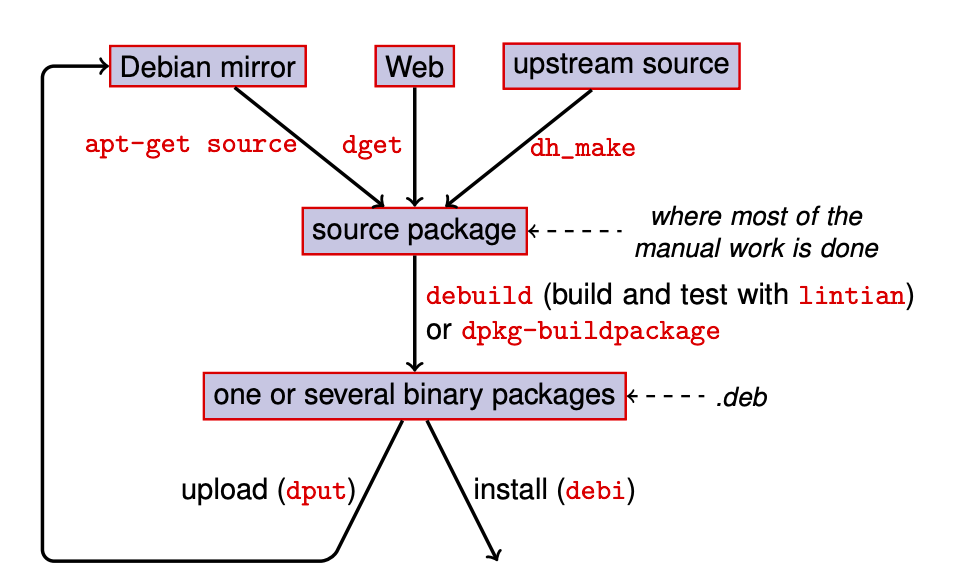 Debian mirror
Web
upstream source
apt-get source
dget
dh_make
source package
where most of the
manual work is done
debuild (build and test with lintian)
or dpkg-buildpackage
one or several binary packages
.deb
upload (dput)
install (debi)